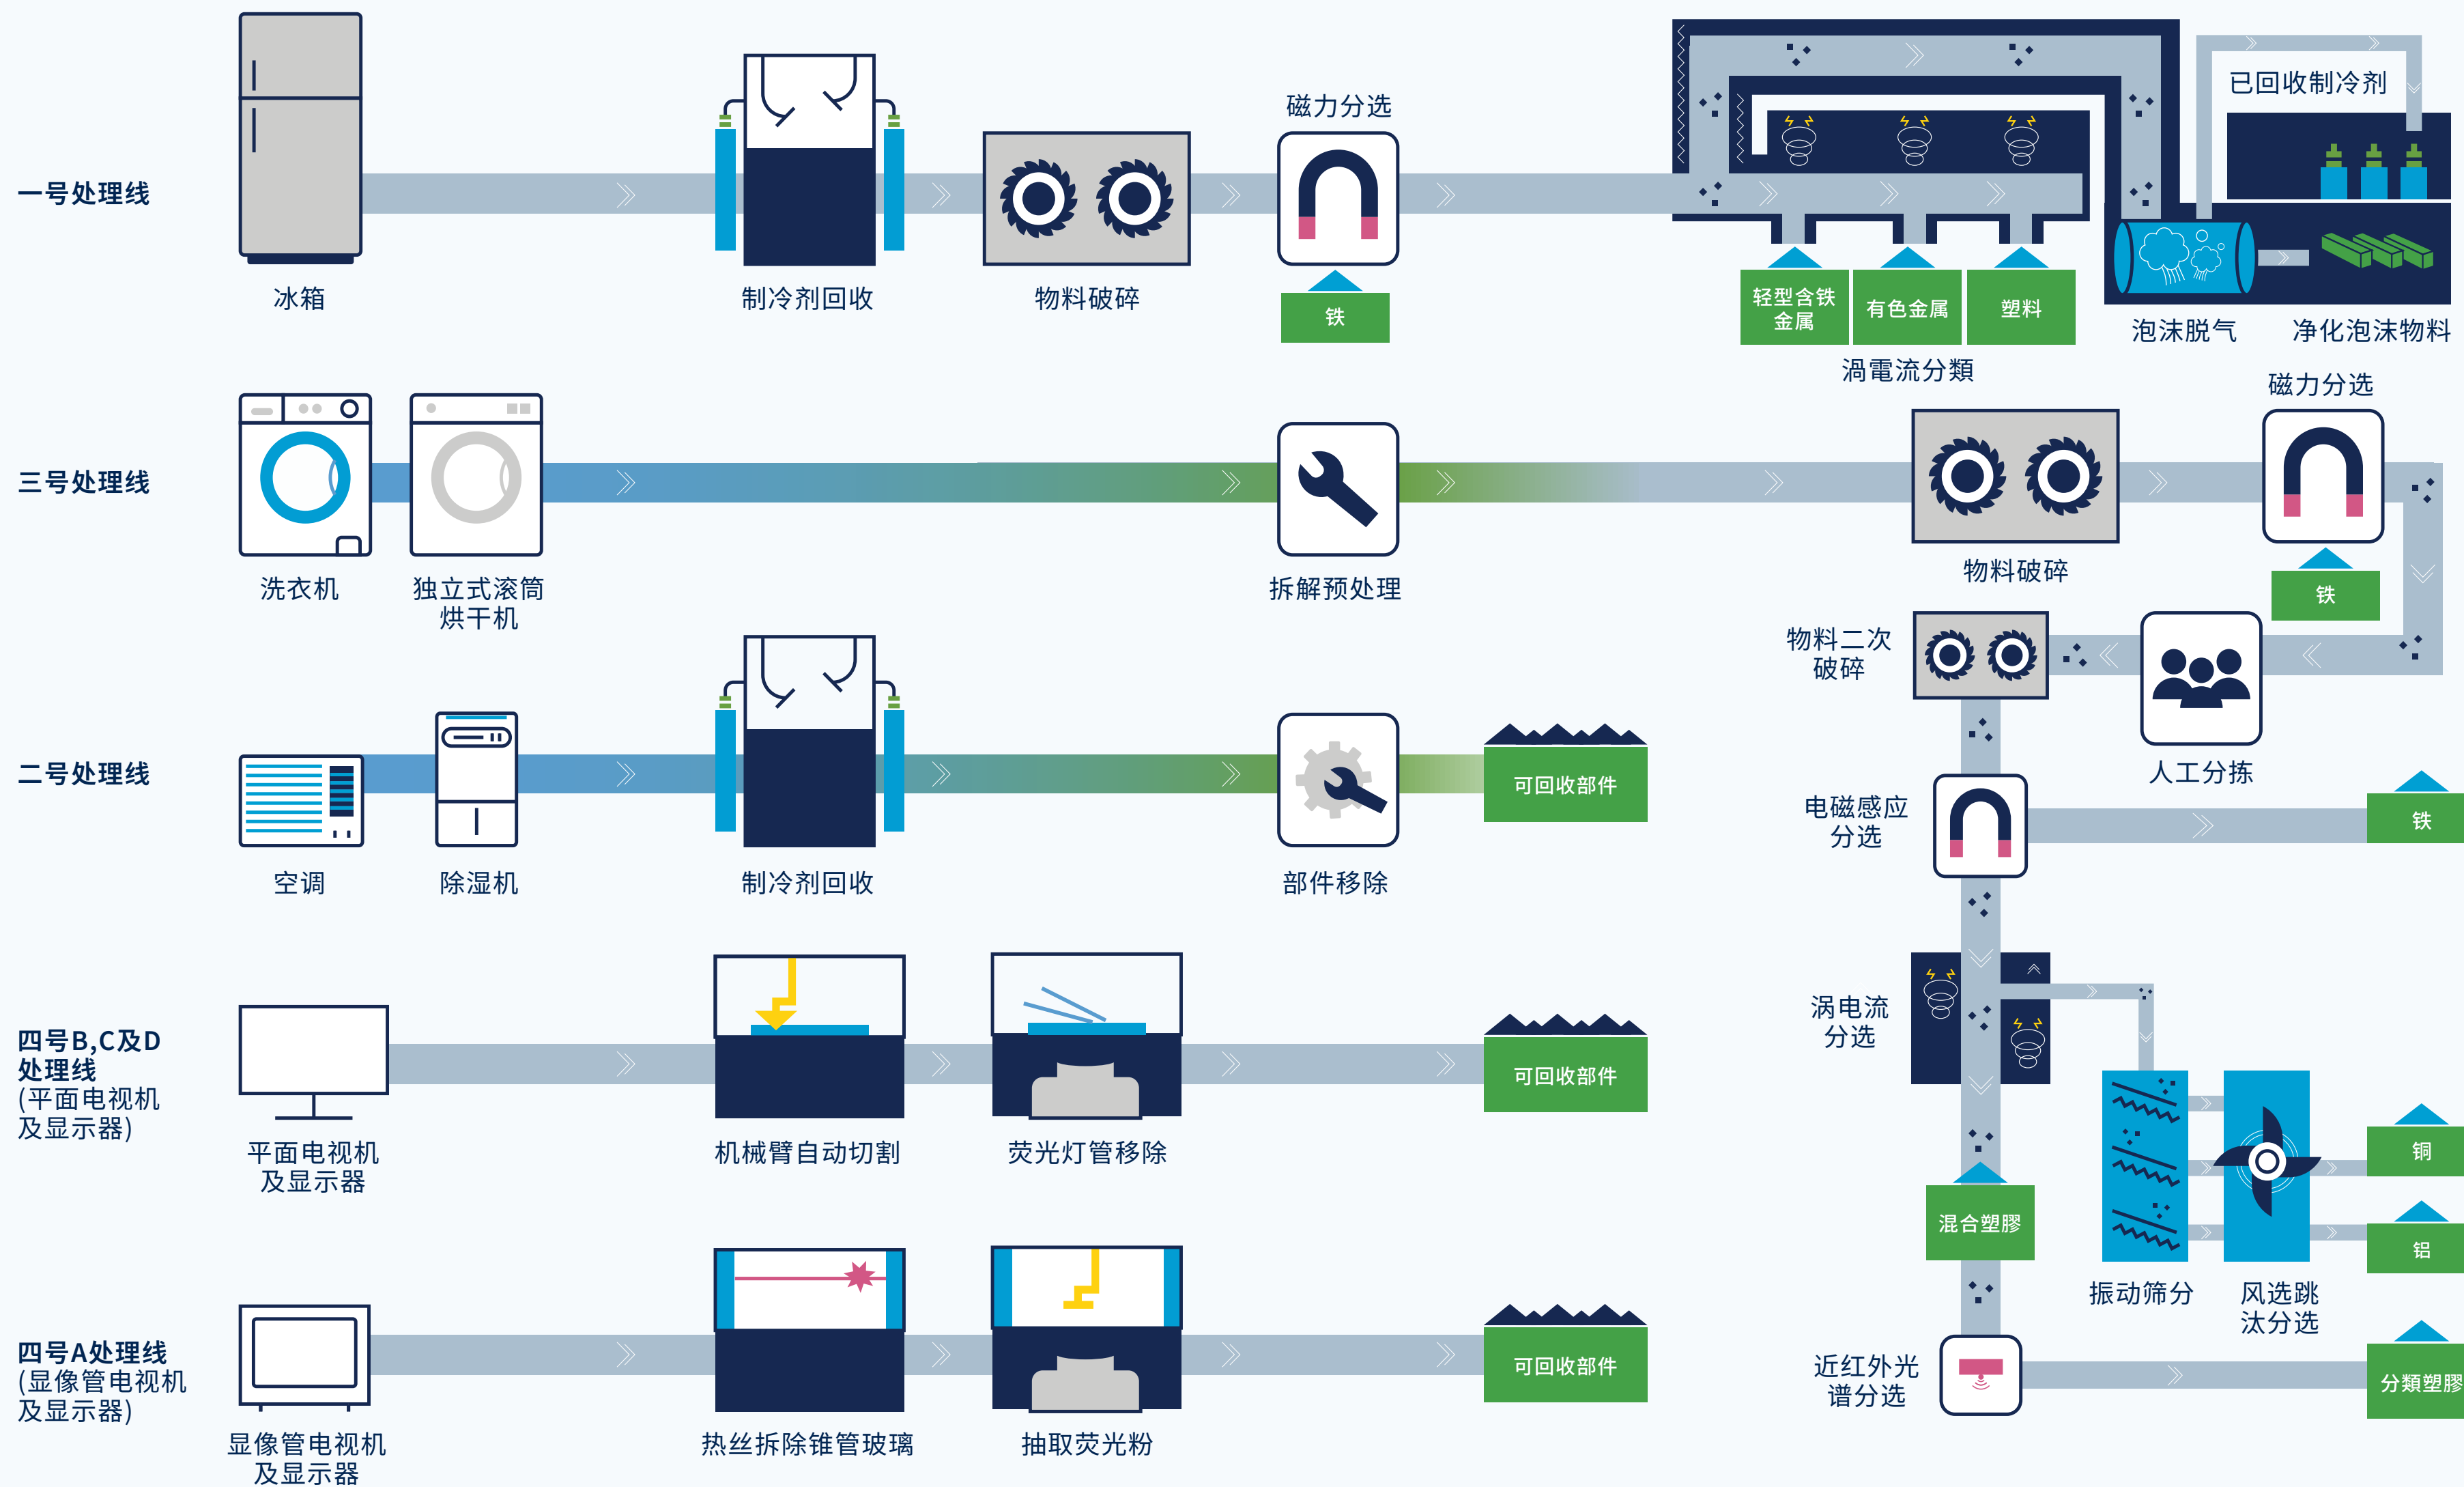 一号处理线
冰箱
制冷剂回收
物料破碎
磁力分选
铁
轻型含铁
金属
有色金属
塑料
渦電流分類
已回收制冷剂
泡沫脱气
净化泡沫物料
三号处理线
洗衣机
独立式滚筒
烘干机
拆解预处理
物料破碎
磁力分选
铁
人工分拣
物料二次
破碎
电磁感应
分选
铁
涡电流
分选
振动筛分
风选跳
汰分选
铜
铝
混合塑膠
近红外光
谱分选
分類塑膠
二号处理线
空调
除湿机
制冷剂回收
部件移除
可回收部件
四号B,C及D
处理线
(平面电视机
及显示器)
平面电视机
及显示器
机械臂自动切割
荧光灯管移除
可回收部件
四号A处理线
(显像管电视机
及显示器)
显像管电视机
及显示器
热丝拆除锥管玻璃
抽取荧光粉
可回收部件